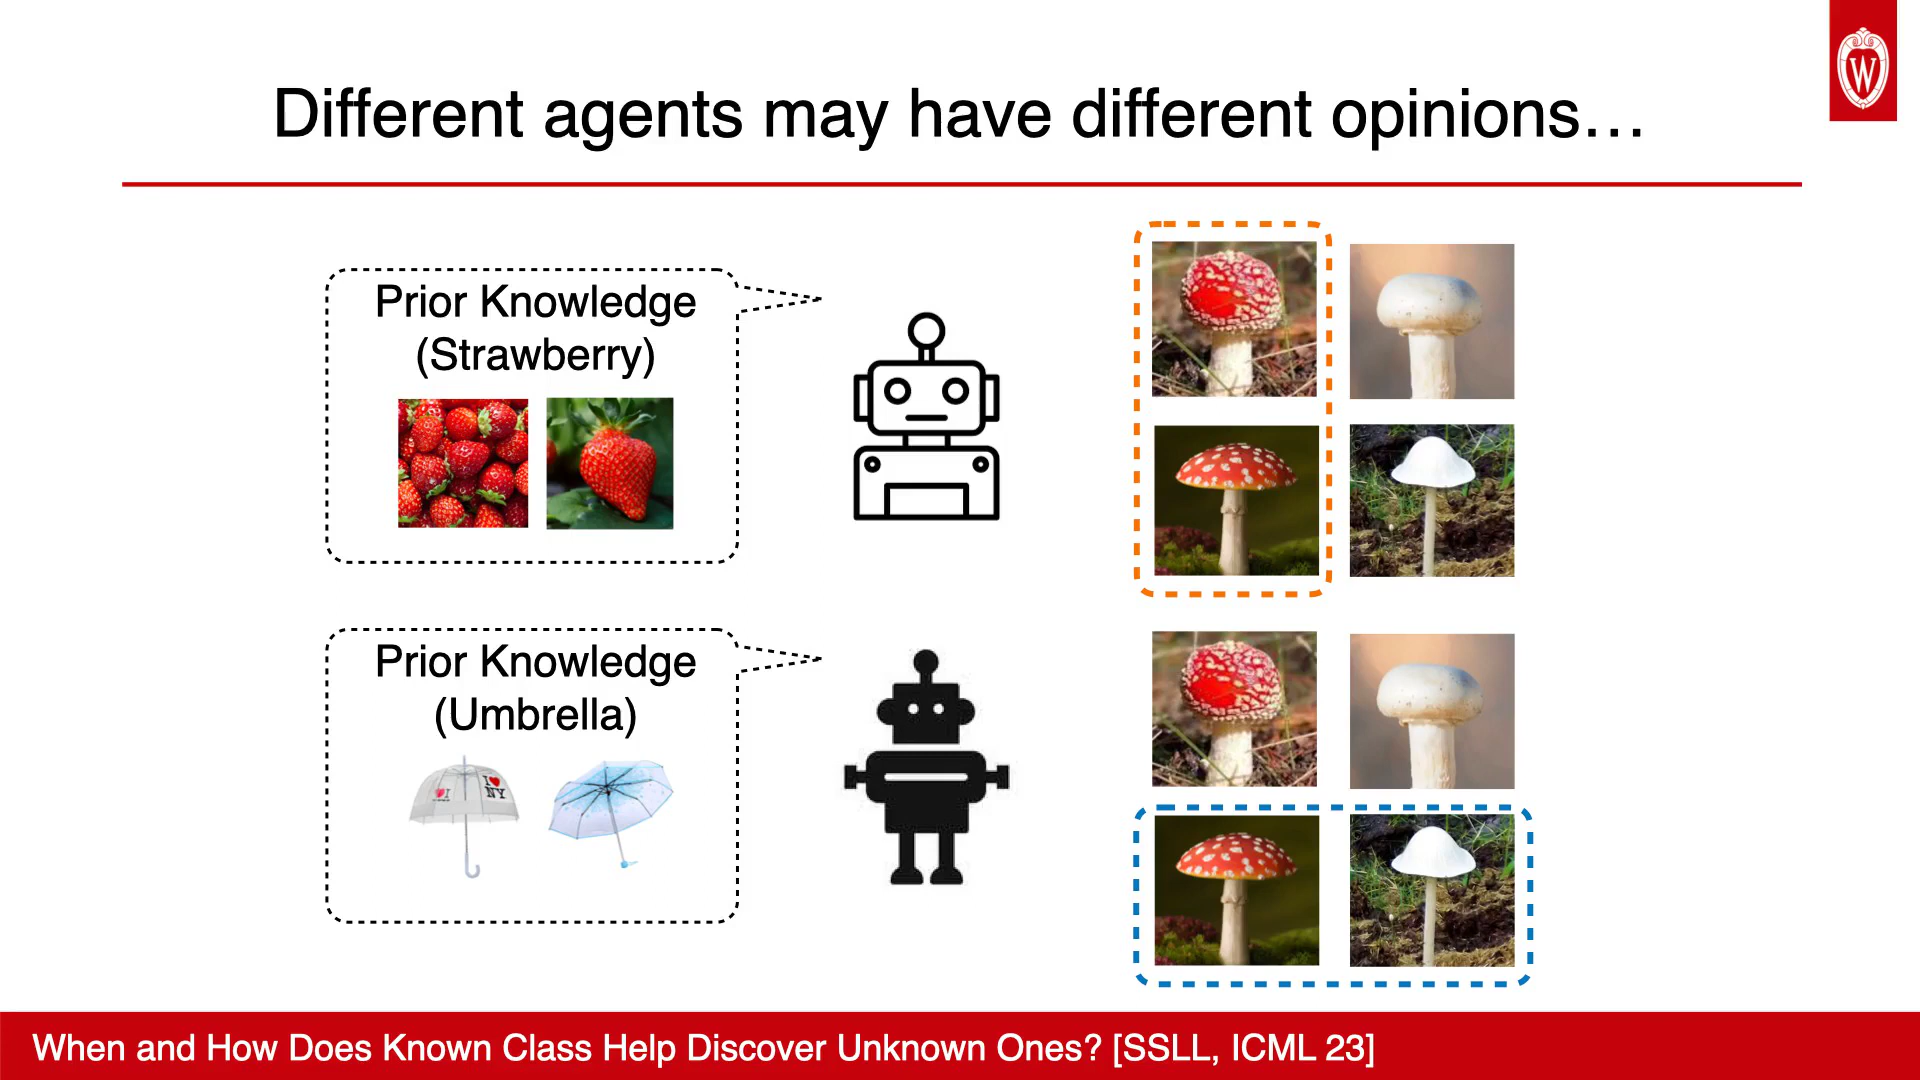 Different agents may have different opinions…
W
Prior Knowledge
(Strawberry)
Prior Knowledge
(Umbrella)
I
NY
When and How Does Known Class Help Discover Unknown Ones? [SSLL, ICML 23]